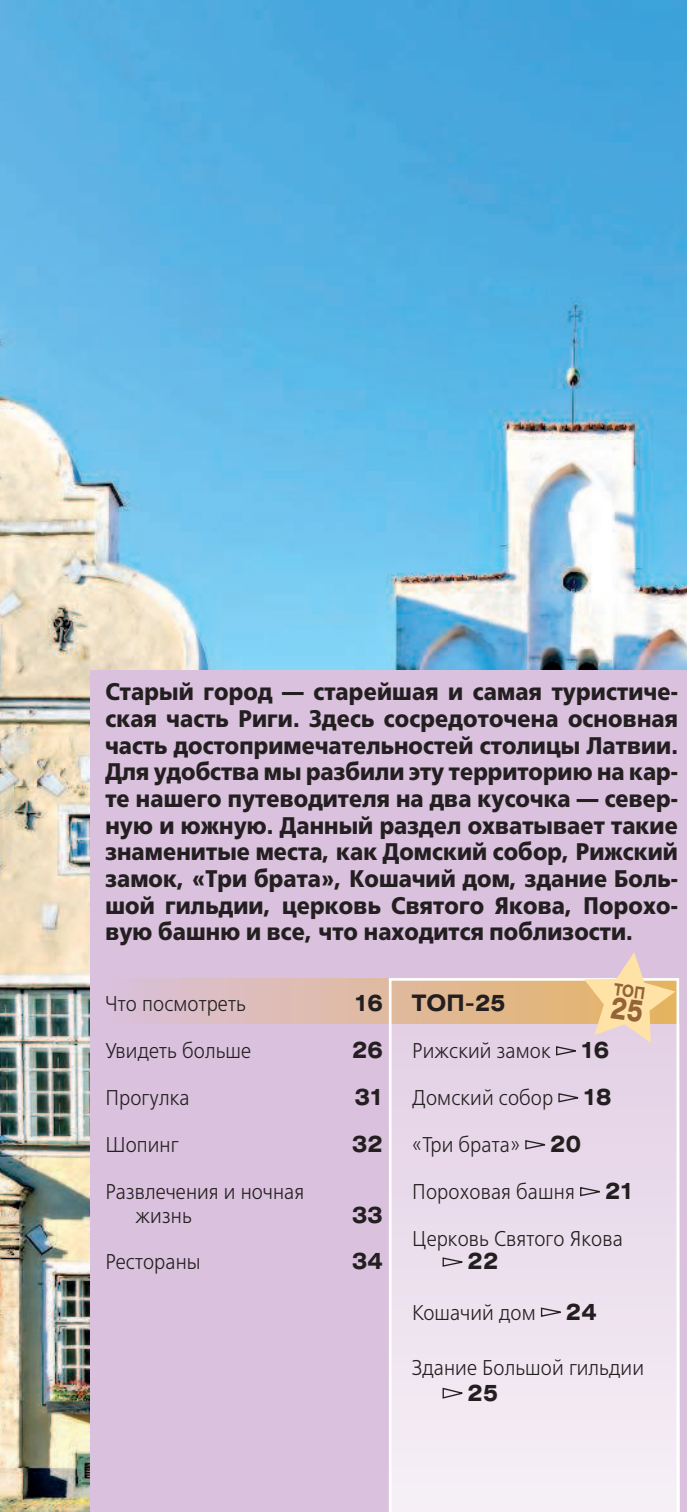 Старый город — старейшая и самая туристиче-
ская часть Риги. Здесь сосредоточена основная
часть достопримечательностей столицы Латвии.
Для удобства мы разбили эту территорию на кар-
те нашего путеводителя на два кусочка — север-
ную и южную. Данный раздел охватывает такие
знаменитые места, как Домский собор, Рижский
замок, «Три брата», Кошачий дом, здание Боль-
шой гильдии, церковь Святого Якова, Порохо-
вую башню и все, что находится поблизости.
Что посмотреть 16
Увидеть больше 26
Прогулка 31
Шопинг 32
Развлечения и ночная
жизнь 33
Рестораны 34
ТОП-25
ТОП
25
Рижский замок ▻ 16
Домский собор ▻ 18
«Три брата» ▻ 20
Пороховая башня ▻ 21
Церковь Святого Якова
▻ 22
Кошачий дом ▻ 24
Здание Большой гильдии
▻ 25